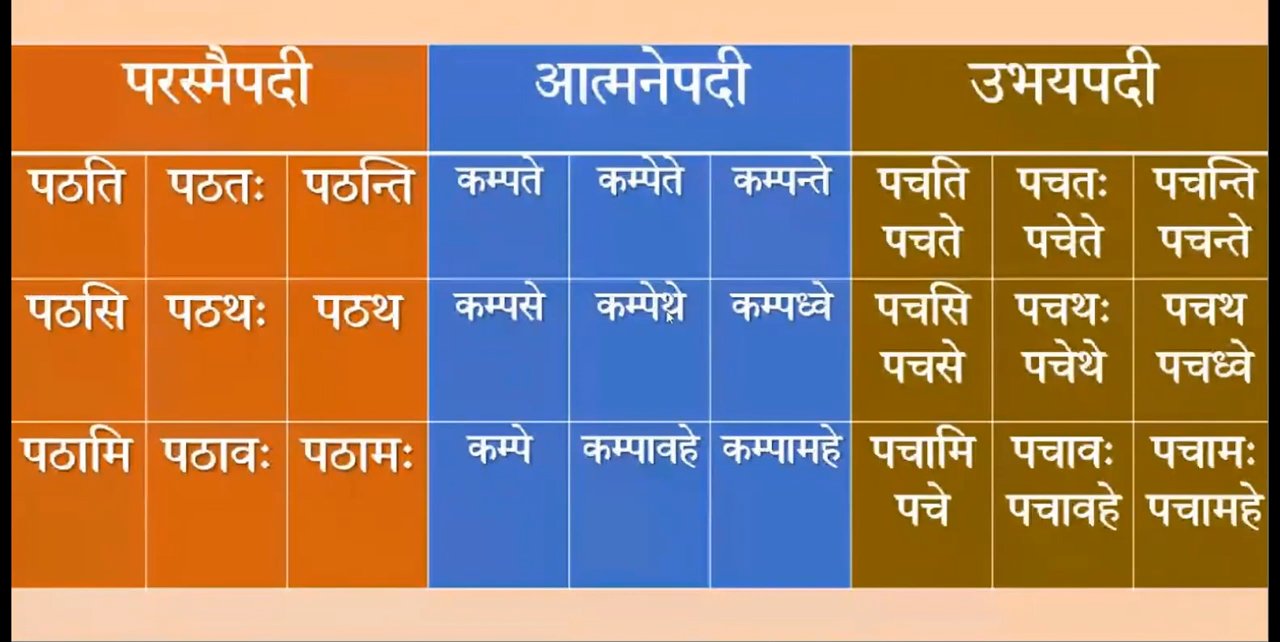 परस्मैपदी आत्मनेपदी उभयपदी
पठति पठतः पठन्ति कम्पते कम्पेते कम्पन्ते पचति पचतः पचन्ति
पचते पचेते पचन्ते
पठसि पठथः पठथ कम्पसे कम्पेथे कम्पध्वे पचसि पचथः पचथ
पचसे पचेथे पचध्वे
पठामि पठावः पठामः कम्पे कम्पावहे कम्पामहे पचामि पचावः पचामः
पचे पचावहे पचामहे